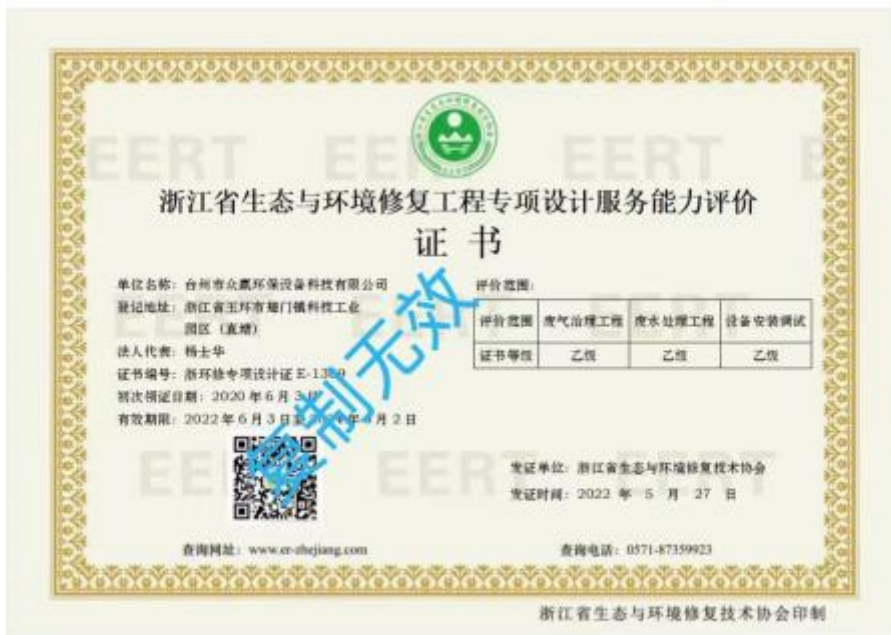 EERT EERT EERT
浙江省生态与环境修复工程专项设计服务能力评价
证书
单位名称：台州市众赢环保设备科技有限公司
登记地址：浙江省玉环市楚门镇科技工业
园区（直塘）
法人代表：杨士华
证书编号：浙环修专项设计证 E-13
初次领证日期：2020年6月3日
有效期限：2022年6月3日至 年 月2日
评价范围：
评价范围 废气治理工程 废水处理工程 设备安装调试
证书等级 乙级 乙级 乙级
复制无效
EERT EERT EERT
发证单位：浙江省生态与环境修复技术协会
发证时间：2022 年 5 月 27 日
查询网址：www.er-zhejiang.com
查询电话：0571-87359923
浙江省生态与环境修复技术协会印制